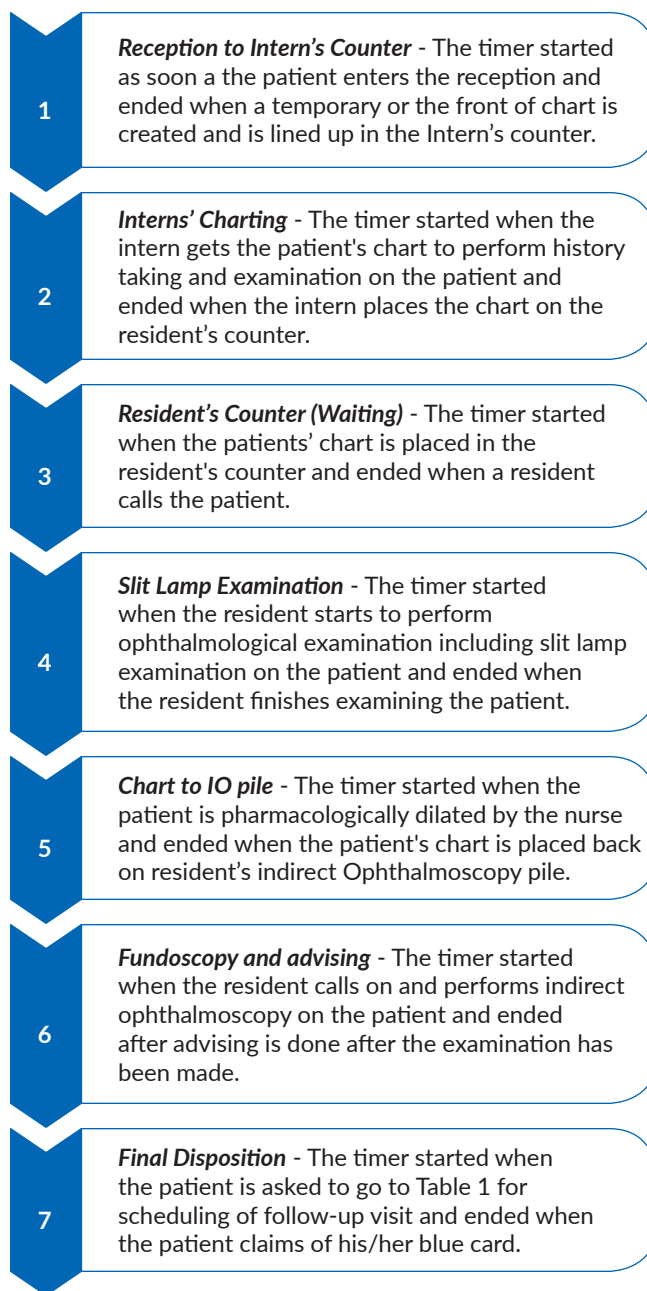 1
Reception to Intern’s Counter - The timer started
as soon a the patient enters the reception and
ended when a temporary or the front of chart is
created and is lined up in the Intern’s counter.
2
Interns’ Charting - The timer started when the
intern gets the patient's chart to perform history
taking and examination on the patient and
ended when the intern places the chart on the
resident’s counter.
3
Resident’s Counter (Waiting) - The timer started
when the patients’ chart is placed in the
resident's counter and ended when a resident
calls the patient.
4
Slit Lamp Examination - The timer started
when the resident starts to perform
ophthalmological examination including slit lamp
examination on the patient and ended when
the resident finishes examining the patient.
5
Chart to IO pile - The timer started when the
patient is pharmacologically dilated by the nurse
and ended when the patient's chart is placed back
on resident’s indirect Ophthalmoscopy pile.
6
Fundoscopy and advising - The timer started
when the resident calls on and performs indirect
ophthalmoscopy on the patient and ended
after advising is done after the examination has
been made.
7
Final Disposition - The timer started when
the patient is asked to go to Table 1 for
scheduling of follow-up visit and ended when
the patient claims of his/her blue card.